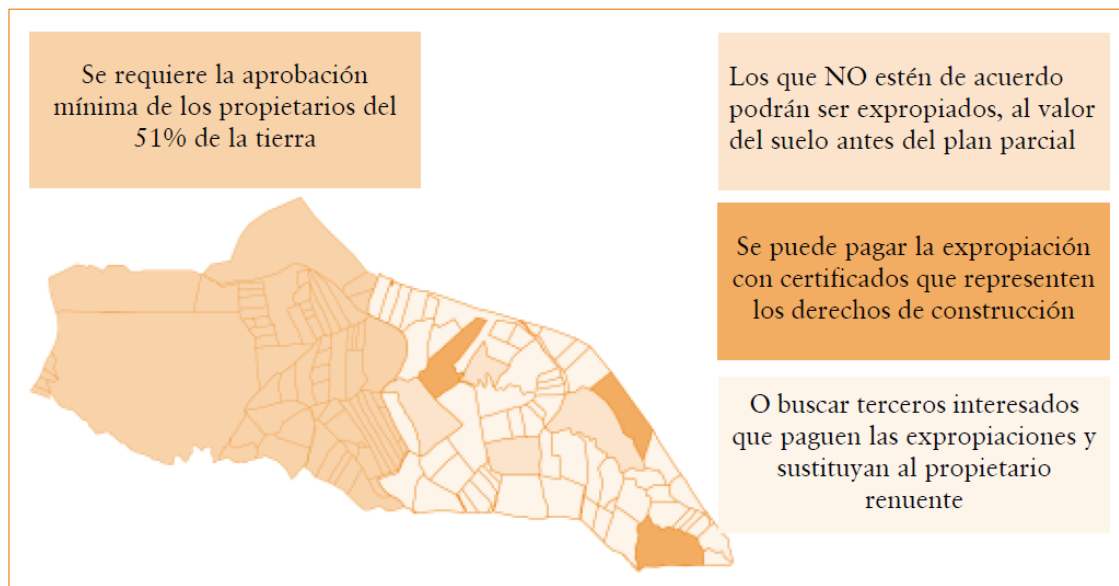 Se requiere la aprobación
mínima de los propietarios del
51% de la tierra
Los que NO estén de acuerdo
podrán ser expropiados, al valor
del suelo antes del plan parcial
Se puede pagar la expropiación
con certificados que representen
los derechos de construcción
O buscar terceros interesados
que paguen las expropiaciones y
sustituyan al propietario
renuente